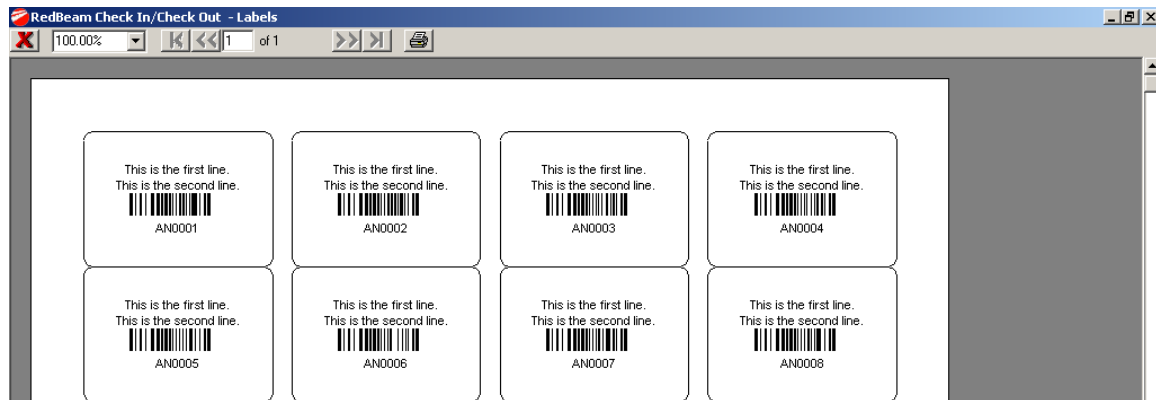 RedBeam Check In/Check Out - Labels
100.00% 1 of 1
This is the first line. This is the first line. This is the first line. This is the first line.
This is the second line. This is the second line. This is the second line. This is the second line.
AN0001 AN0002 AN0003 AN0004
This is the first line. This is the first line. This is the first line. This is the first line.
This is the second line. This is the second line. This is the second line. This is the second line.
AN0005 AN0006 AN0007 AN0008